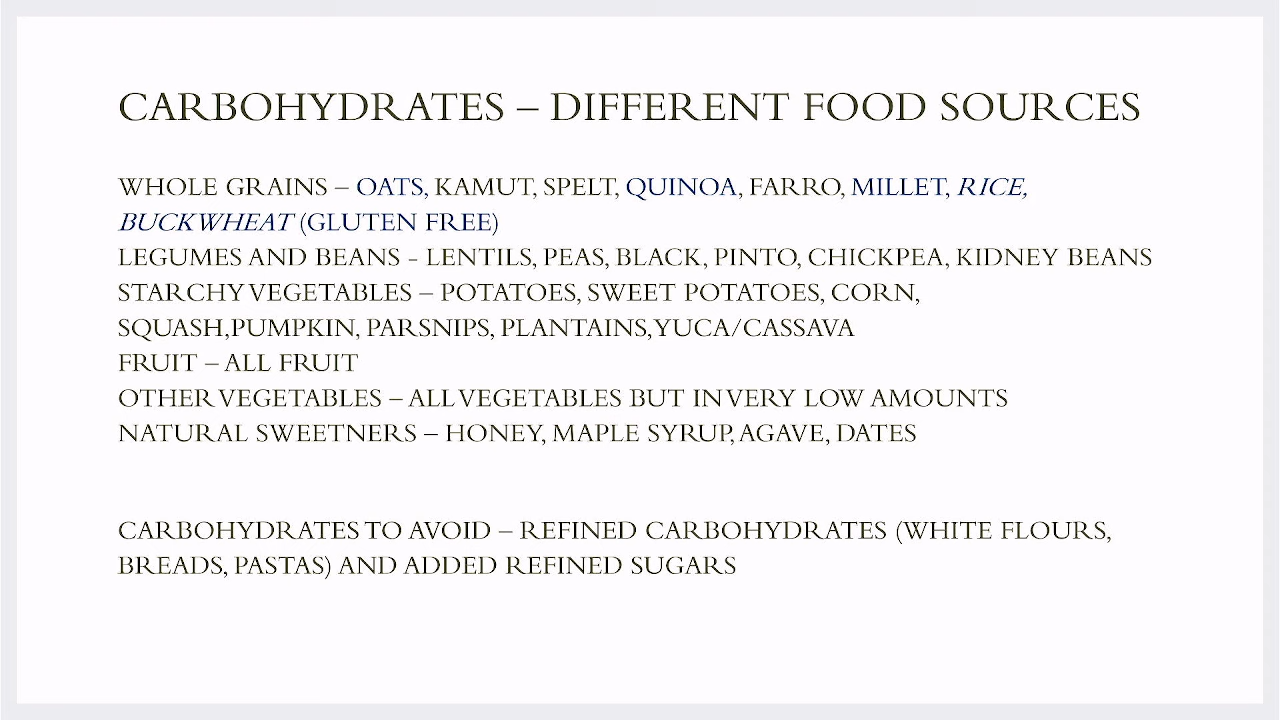 CARBOHYDRATES – DIFFERENT FOOD SOURCES
WHOLE GRAINS – OATS, KAMUT, SPELT, QUINOA, FARRO, MILLET, RICE,
BUCKWHEAT (GLUTEN FREE)
LEGUMES AND BEANS - LENTILS, PEAS, BLACK, PINTO, CHICKPEA, KIDNEY BEANS
STARCHY VEGETABLES – POTATOES, SWEET POTATOES, CORN,
SQUASH,PUMPKIN, PARSNIPS, PLANTAINS,YUCA/CASSAVA
FRUIT – ALL FRUIT
OTHER VEGETABLES – ALL VEGETABLES BUT IN VERY LOW AMOUNTS
NATURAL SWEETNERS – HONEY, MAPLE SYRUP, AGAVE, DATES
CARBOHYDRATES TO AVOID – REFINED CARBOHYDRATES (WHITE FLOURS,
BREADS, PASTAS) AND ADDED REFINED SUGARS